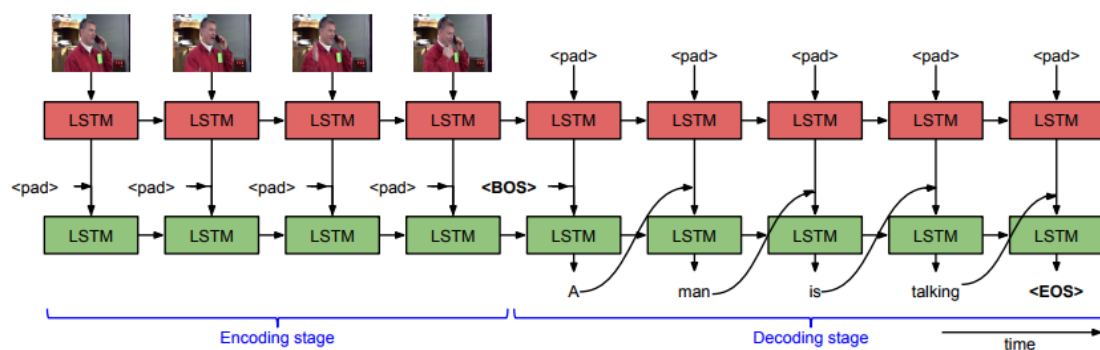 <pad> <pad> <pad> <pad> <pad>
LSTM LSTM LSTM LSTM LSTM LSTM LSTM LSTM LSTM
<pad> <pad> <pad> <pad> <BOS>
LSTM LSTM LSTM LSTM LSTM LSTM LSTM LSTM LSTM
A man is talking <EOS>
Encoding stage Decoding stage
time